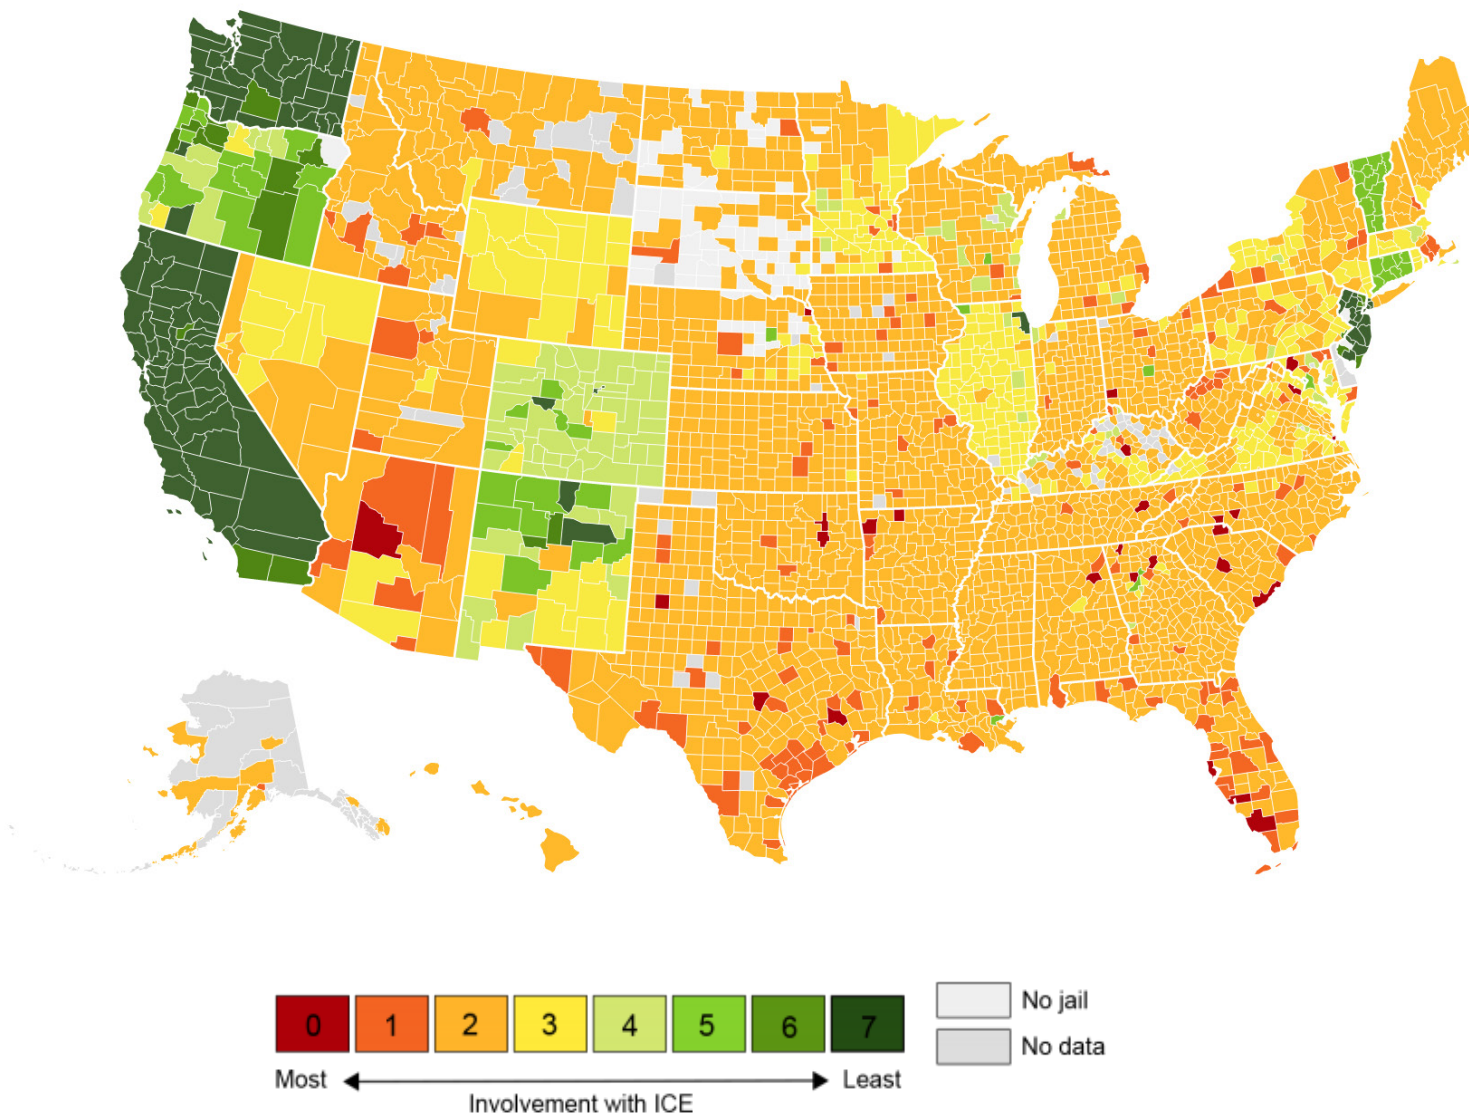 0 1 2 3 4 5 6 7
No jail
No data
Most Least
Involvement with ICE